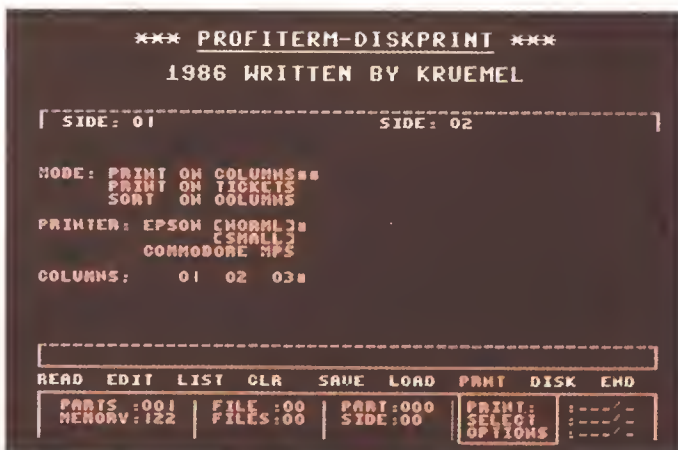 *** PROFITERM-DISKPRINT ***
1986 WRITTEN BY KRUEMEL
SIDE: 01 SIDE: 02
MODE: PRINT ON COLUMNS
PRINT ON TICKETS
SORT ON COLUMNS
PRINTER: EPSON [NORML]
[SMALL]
COMMODORE MPS
COLUMNS: 01 02 03
READ EDIT LIST CLR SAVE LOAD PRNT DISK END
PARTS :001 FILE :00 PART:000 PRINT: :---/-
MEMORY:122 FILES:00 SIDE:00 SELECT :---/-
OPTIONS :---/-